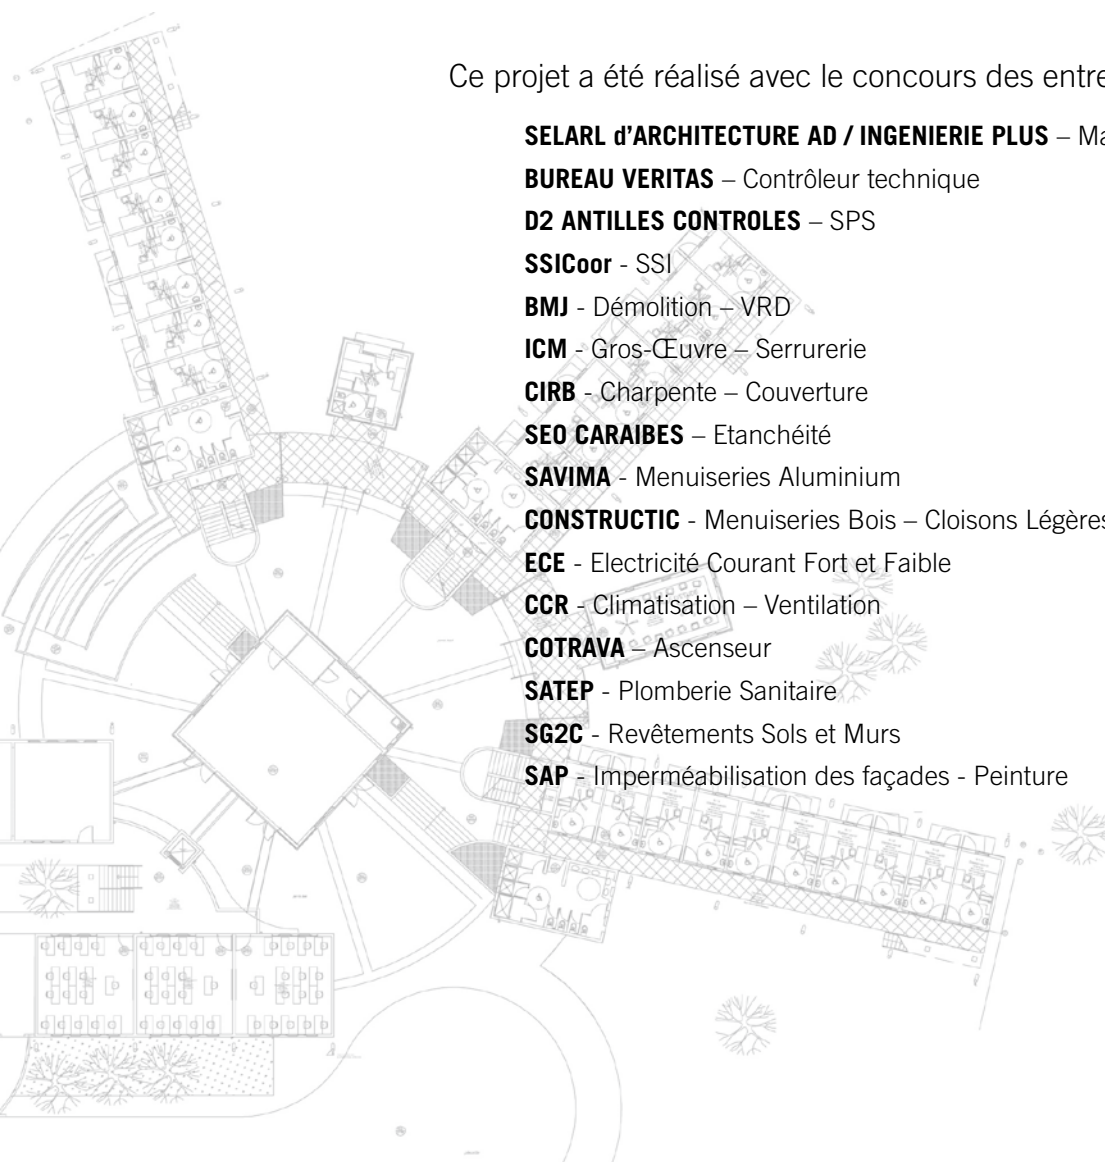 Ce projet a été réalisé avec le concours des entre
SELARL d'ARCHITECTURE AD / INGENIERIE PLUS – Ma
BUREAU VERITAS – Contrôleur technique
D2 ANTILLES CONTROLES – SPS
SSICoor - SSI
BMJ - Démolition – VRD
ICM - Gros-Œuvre – Serrurerie
CIRB - Charpente – Couverture
SEO CARAIBES – Etanchéité
SAVIMA - Menuiseries Aluminium
CONSTRUCTIC - Menuiseries Bois – Cloisons Légères
ECE - Electricité Courant Fort et Faible
CCR - Climatisation – Ventilation
COTRAVA – Ascenseur
SATEP - Plomberie Sanitaire
SG2C - Revêtements Sols et Murs
SAP - Imperméabilisation des façades - Peinture